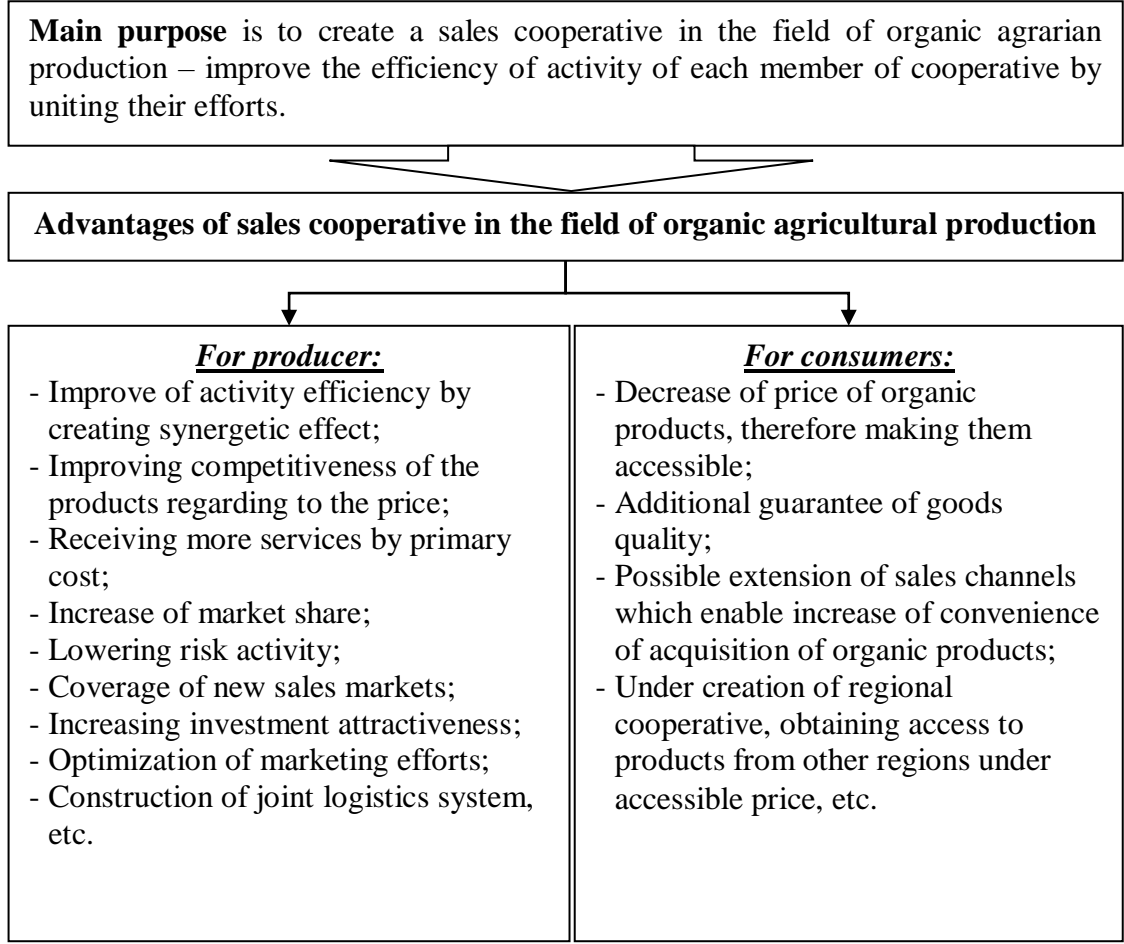 Main purpose is to create a sales cooperative in the field of organic agrarian
production – improve the efficiency of activity of each member of cooperative by
uniting their efforts.
Advantages of sales cooperative in the field of organic agricultural production
For producer:
- Improve of activity efficiency by
creating synergetic effect;
- Improving competitiveness of the
products regarding to the price;
- Receiving more services by primary
cost;
- Increase of market share;
- Lowering risk activity;
- Coverage of new sales markets;
- Increasing investment attractiveness;
- Optimization of marketing efforts;
- Construction of joint logistics system,
etc.
For consumers:
- Decrease of price of organic
products, therefore making them
accessible;
- Additional guarantee of goods
quality;
- Possible extension of sales channels
which enable increase of convenience
of acquisition of organic products;
- Under creation of regional
cooperative, obtaining access to
products from other regions under
accessible price, etc.